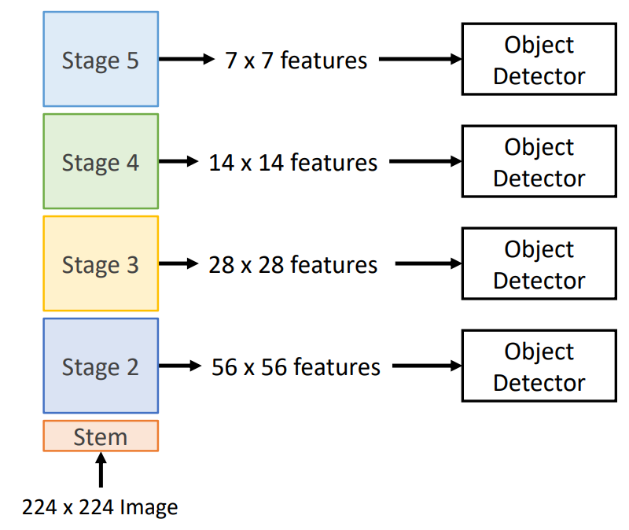 Stage 5
7 x 7 features
Object
Detector
Stage 4
14 x 14 features
Object
Detector
Stage 3
28 x 28 features
Object
Detector
Stage 2
56 x 56 features
Object
Detector
Stem
224 x 224 Image